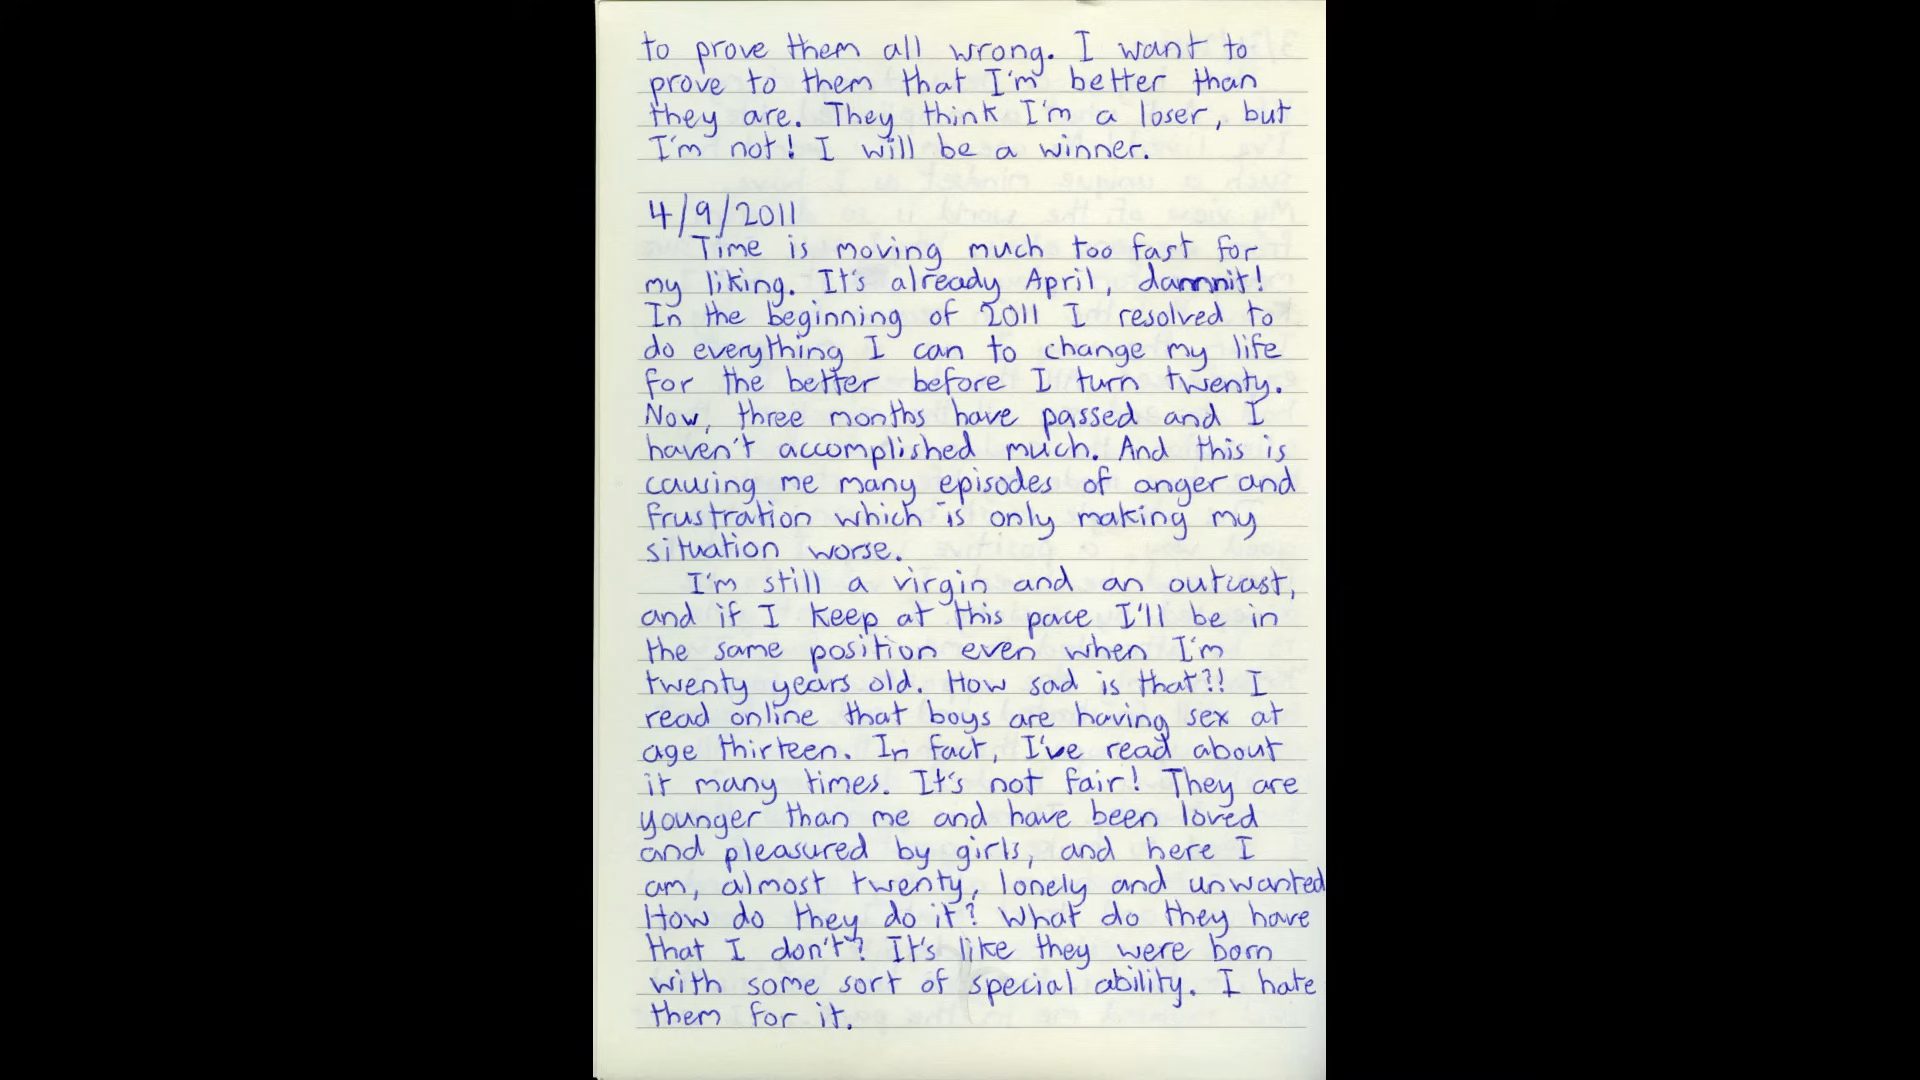 to prove them all wrong. I want to
prove to them that I'm better than
they are. They think I'm a loser, but
I'm not! I will be a winner.
4/9/2011
Time is moving much too fast for
my liking. It's already April, dammnit!
In the beginning of 2011 I resolved to
do everything I can to change my life
for the better before I turn twenty.
Now, three months have passed and I
haven't accomplished much. And this is
causing me many episodes of anger and
frustration which is only making my
situation worse.
I'm still a virgin and an outcast,
and if I keep at this pace I'll be in
the same position even when I'm
twenty years old. How sad is that?! I
read online that boys are having sex at
age thirteen. In fact, I've read about
it many times. It's not fair! They are
younger than me and have been loved
and pleasured by girls, and here I
am, almost twenty, lonely and unwanted
How do they do it? What do they have
that I don't? It's like they were born
with some sort of special ability. I hate
them for it.